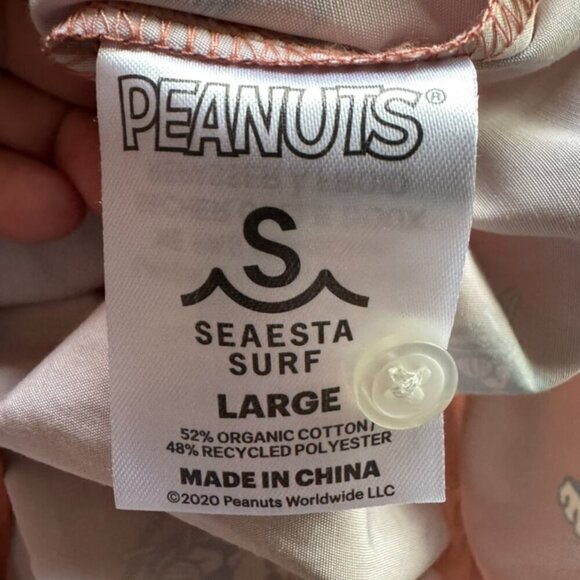 PEANUTS®
S
SEAESTA
SURF
LARGE
52% ORGANIC COTTON/
48% RECYCLED POLYESTER
MADE IN CHINA
©2020 Peanuts Worldwide LLC